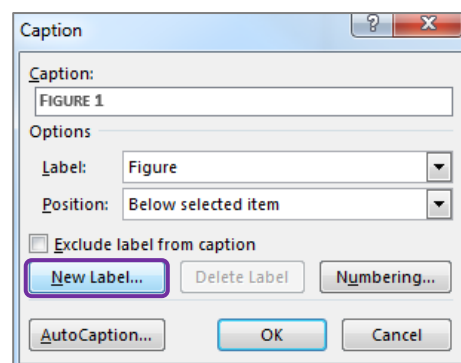 Caption
? X
Caption:
FIGURE 1
Options
Label: Figure
Position: Below selected item
Exclude label from caption
New Label... Delete Label Numbering...
AutoCaption... OK Cancel